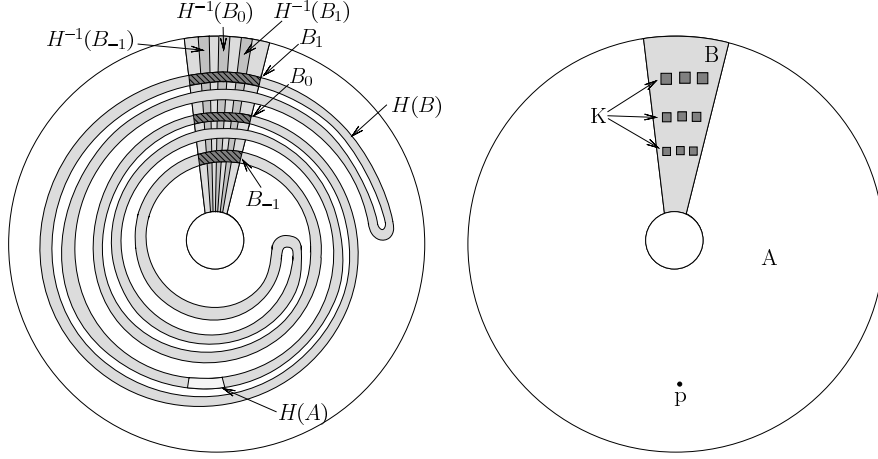 H⁻¹(B₀)
H⁻¹(B₁)
H⁻¹(B₋₁)
B₁
B₀
H(B)
B₋₁
H(A)
B
K
A
p